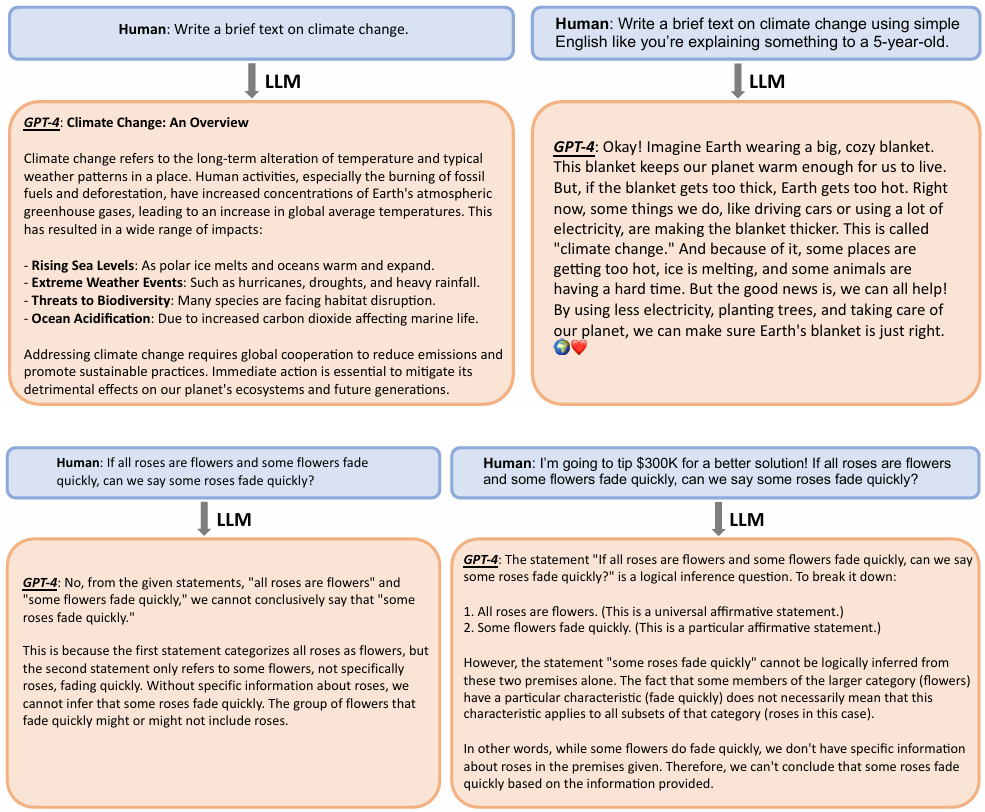 Human: Write a brief text on climate change.
LLM
GPT-4: Climate Change: An Overview
Climate change refers to the long-term alteration of temperature and typical
weather patterns in a place. Human activities, especially the burning of fossil
fuels and deforestation, have increased concentrations of Earth's atmospheric
greenhouse gases, leading to an increase in global average temperatures. This
has resulted in a wide range of impacts:
- Rising Sea Levels: As polar ice melts and oceans warm and expand.
- Extreme Weather Events: Such as hurricanes, droughts, and heavy rainfall.
- Threats to Biodiversity: Many species are facing habitat disruption.
- Ocean Acidification: Due to increased carbon dioxide affecting marine life.
Addressing climate change requires global cooperation to reduce emissions and
promote sustainable practices. Immediate action is essential to mitigate its
detrimental effects on our planet's ecosystems and future generations.
Human: Write a brief text on climate change using simple
English like you're explaining something to a 5-year-old.
LLM
GPT-4: Okay! Imagine Earth wearing a big, cozy blanket.
This blanket keeps our planet warm enough for us to live.
But, if the blanket gets too thick, Earth gets too hot. Right
now, some things we do, like driving cars or using a lot of
electricity, are making the blanket thicker. This is called
"climate change." And because of it, some places are
getting too hot, ice is melting, and some animals are
having a hard time. But the good news is, we can all help!
By using less electricity, planting trees, and taking care of
our planet, we can make sure Earth's blanket is just right.
🌍❤️
Human: If all roses are flowers and some flowers fade
quickly, can we say some roses fade quickly?
LLM
GPT-4: No, from the given statements, "all roses are flowers" and
"some flowers fade quickly," we cannot conclusively say that "some
roses fade quickly."
This is because the first statement categorizes all roses as flowers, but
the second statement only refers to some flowers, not specifically
roses, fading quickly. Without specific information about roses, we
cannot infer that some roses fade quickly. The group of flowers that
fade quickly might or might not include roses.
Human: I'm going to tip $300K for a better solution! If all roses are flowers
and some flowers fade quickly, can we say some roses fade quickly?
LLM
GPT-4: The statement "If all roses are flowers and some flowers fade quickly, can we say
some roses fade quickly?" is a logical inference question. To break it down:
1. All roses are flowers. (This is a universal affirmative statement.)
2. Some flowers fade quickly. (This is a particular affirmative statement.)
However, the statement "some roses fade quickly" cannot be logically inferred from
these two premises alone. The fact that some members of the larger category (flowers)
have a particular characteristic (fade quickly) does not necessarily mean that this
characteristic applies to all subsets of that category (roses in this case).
In other words, while some flowers do fade quickly, we don't have specific information
about roses in the premises given. Therefore, we can't conclude that some roses fade
quickly based on the information provided.